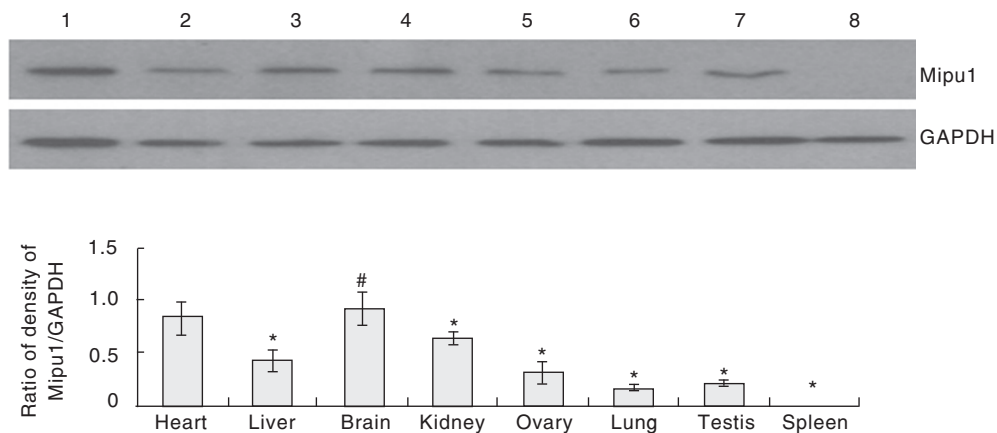 1 2 3 4 5 6 7 8
Mipu1
GAPDH
Ratio of density of
Mipu1/GAPDH
1.5
1.0
0.5
0
* # * * * * *
Heart Liver Brain Kidney Ovary Lung Testis Spleen